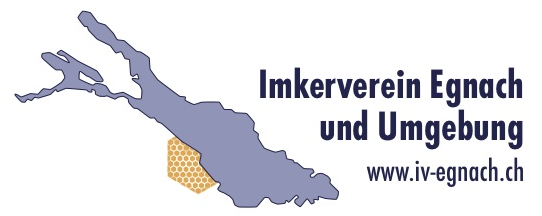 Imkerverein Egnach
und Umgebung
www.iv-egnach.ch